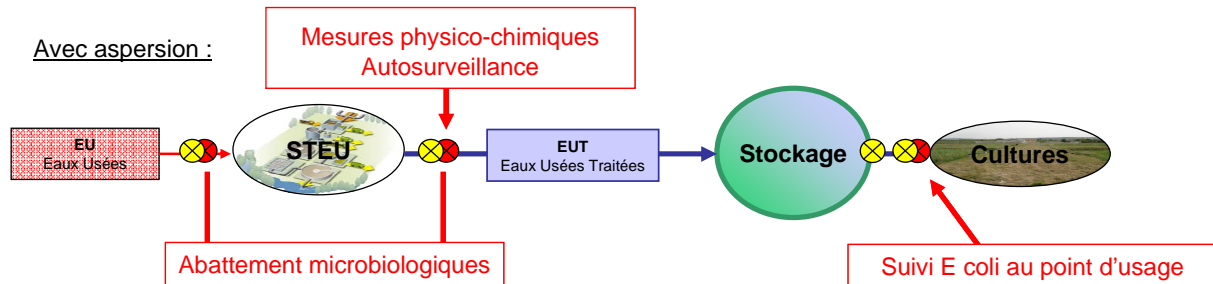 Avec aspersion :
Mesures physico-chimiques
Autosurveillance
EU
Eaux Usées
STEU
EUT
Eaux Usées Traitées
Stockage
Cultures
Abattement microbiologiques
Suivi E coli au point d'usage